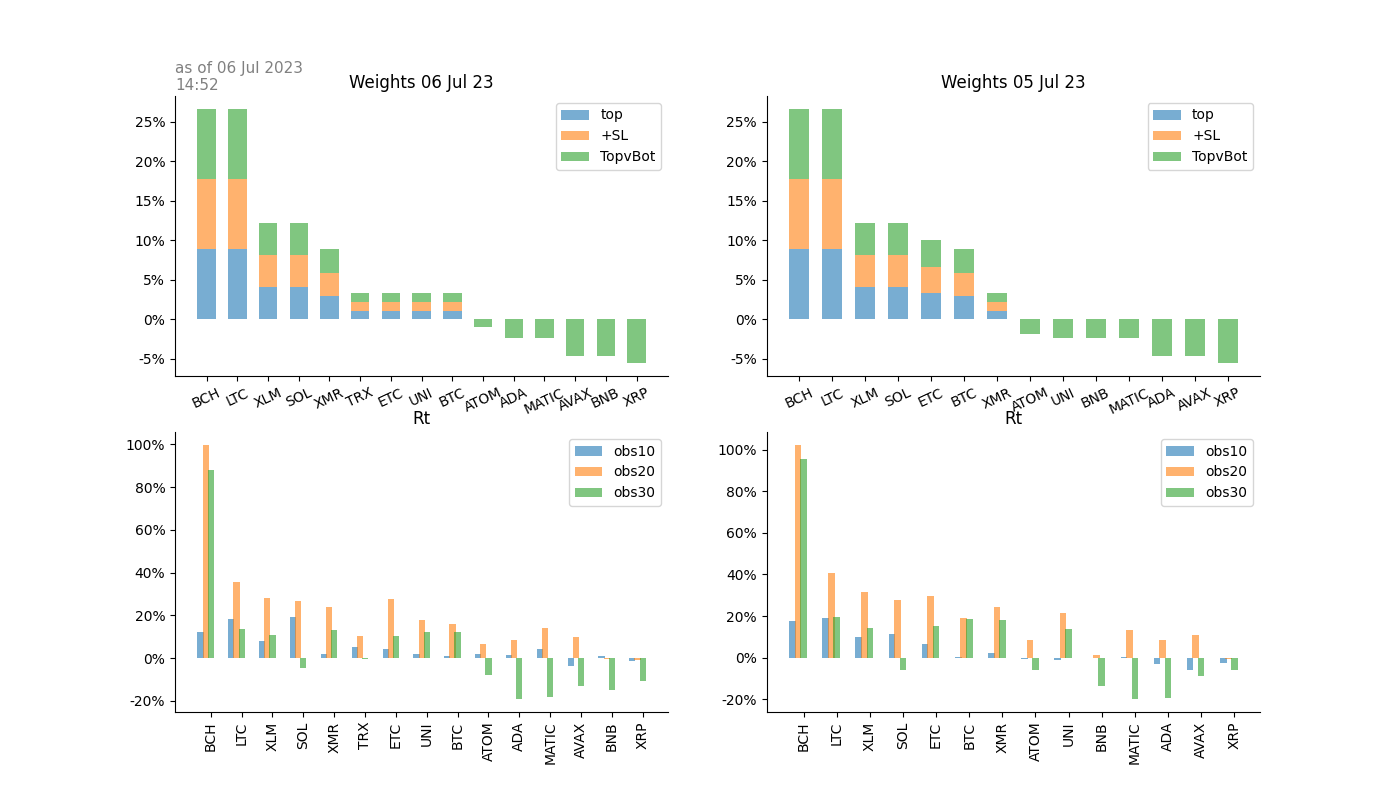 as of 06 Jul 2023
14:52
Weights 06 Jul 23
25%
20%
15%
10%
5%
0%
-5%
top
+SL
TopvBot
BCH LTC XLM SOL XMR TRX ETC UNI BTC ATOM ADA MATIC AVAX BNB XRP
Weights 05 Jul 23
25%
20%
15%
10%
5%
0%
-5%
top
+SL
TopvBot
BCH LTC XLM SOL ETC BTC XMR ATOM UNI BNB MATIC ADA AVAX XRP
Rt
100%
80%
60%
40%
20%
0%
-20%
obs10
obs20
obs30
BCH LTC XLM SOL XMR TRX ETC UNI BTC ATOM ADA MATIC AVAX BNB XRP
Rt
100%
80%
60%
40%
20%
0%
-20%
obs10
obs20
obs30
BCH LTC XLM SOL ETC BTC XMR ATOM UNI BNB MATIC ADA AVAX XRP